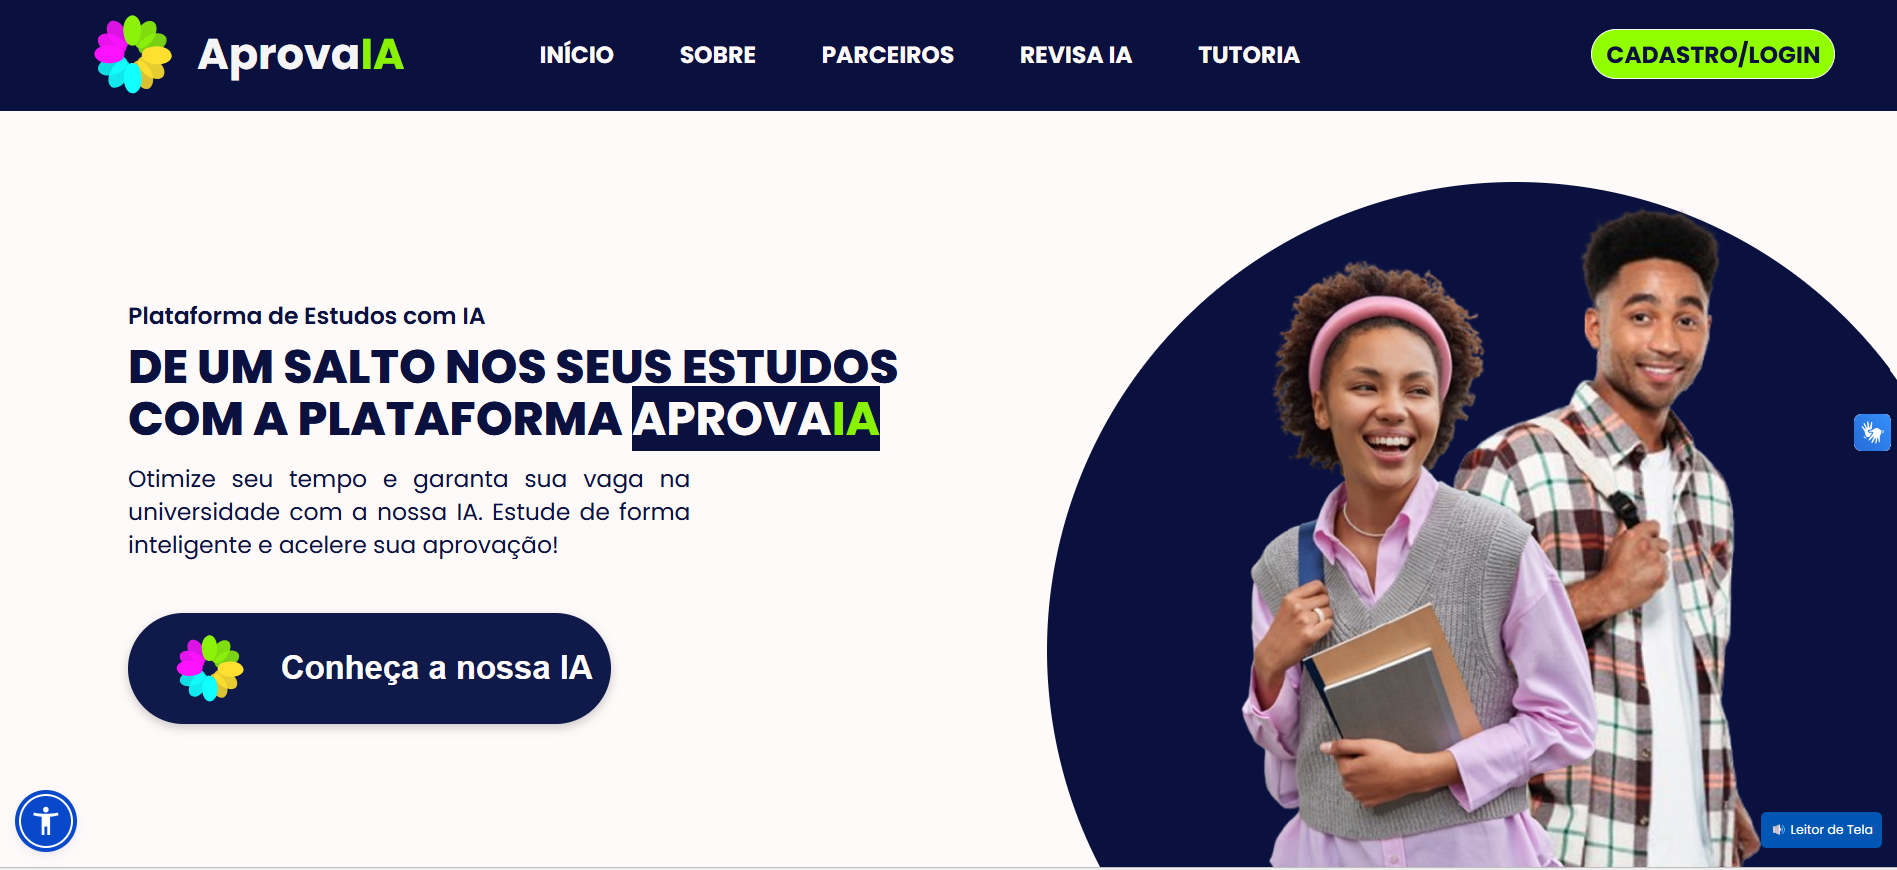 AprovaIA
INÍCIO
SOBRE
PARCEIROS
REVISA IA
TUTORIA
CADASTRO/LOGIN
Plataforma de Estudos com IA
DE UM SALTO NOS SEUS ESTUDOS
COM A PLATAFORMA APROVAIA
Otimize seu tempo e garanta sua vaga na
universidade com a nossa IA. Estude de forma
inteligente e acelere sua aprovação!
Conheça a nossa IA
Leitor de Tela